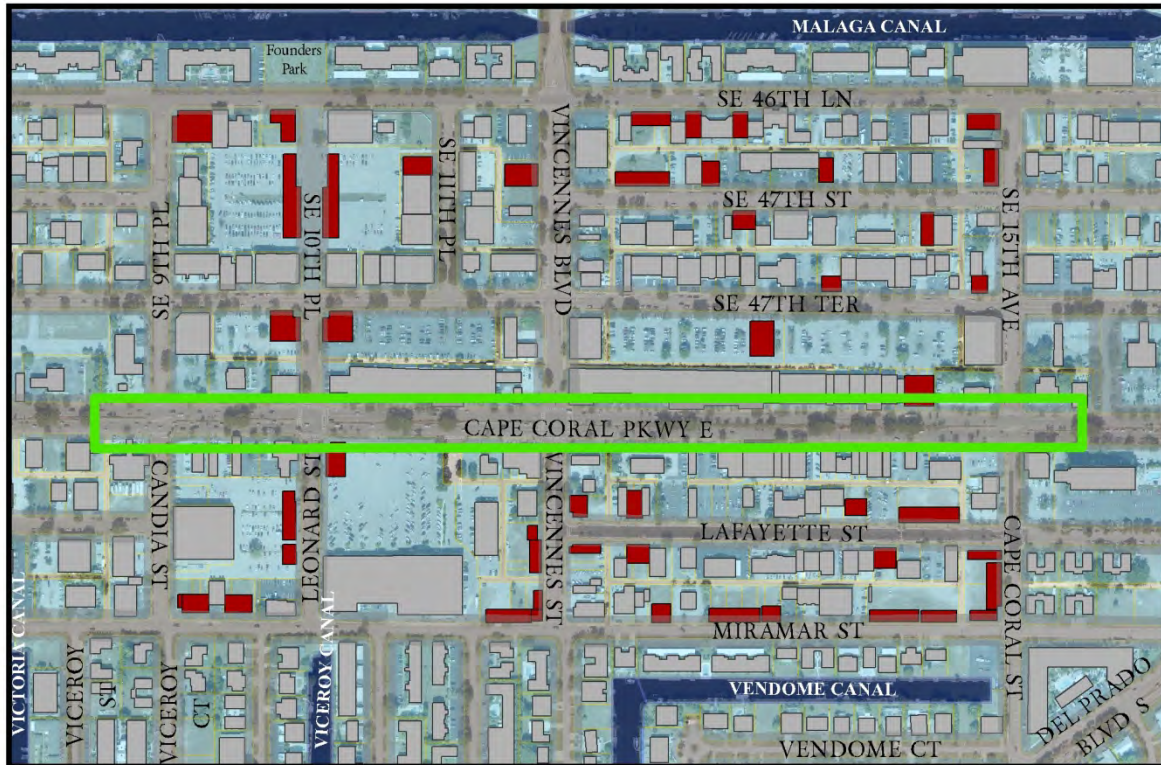 MALAGA CANAL
Founders
Park
SE 46TH LN
VINCENNES BLVD
SE 11TH PL
SE 47TH ST
SE 9TH PL
SE 10TH PL
SE 15TH AVE
SE 47TH TER
CAPE CORAL PKWY E
CANDIA ST
LEONARD ST
VINCENNES ST
LAFAYETTE ST
CAPE CORAL ST
MIRAMAR ST
VICTORIA CANAL
VICEROY
ST
VICEROY
CT
VICEROY CANAL
VENDOME CANAL
VENDOME CT
DEL PRADO
BLVD S